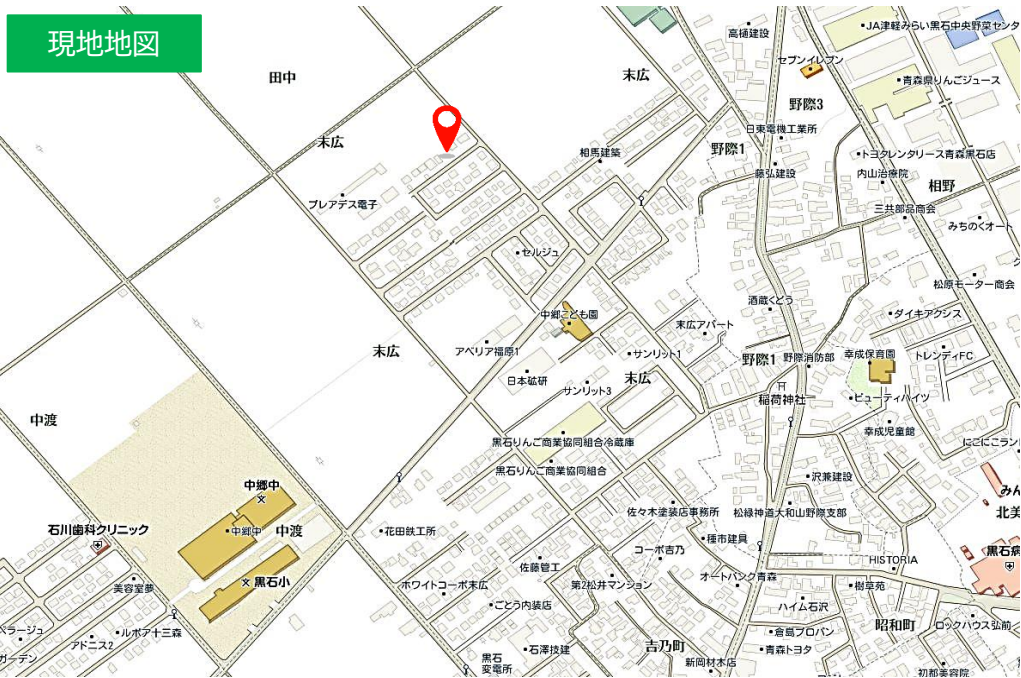 現地地図
高樋建設
JA津軽みらい黒石中央野菜センタ
田中
末広
セブンイレブン
青森県りんごジュース
野際3
日東電機工業所
末広
相馬建築
野際1
トヨタレンタリース青森黒石店
藤弘建設
内山治療院
相野
プレアデス電子
三共部品商会
みちのくオート
セルジュ
松原モーター商会
酒蔵くどう
ダイキアクシス
中郷こども園
末広アパート
末広
アベリア福原1
サンリット1
野際1
野際消防部
幸成保育園
トレンディFC
日本砿研
サンリット3
末広
稲荷神社
ビューティハイツ
中渡
幸成児童館
黒石りんご商業協同組合冷蔵庫
にこにこラン
黒石りんご商業協同組合
沢兼建設
中郷中
みん
佐々木塗装店事務所
松緑神道大和山野際支部
北美
石川歯科クリニック
中郷中
中渡
花田鉄工所
種市建具
コーポ吉乃
黒石病
佐藤管工
HISTORIA
美容室夢
黒石小
ホワイトコーポ末広
第2松井マンション
オートバンク青森
樹草苑
ごとう内装店
ハイム石沢
ロックハウス弘前
昭和町
ベラージュ
ルポア十三森
倉島プロパン
アドニス2
吉乃町
石澤技建
青森トヨタ
ガーデン
黒石
変電所
新岡材木店
初都美容院